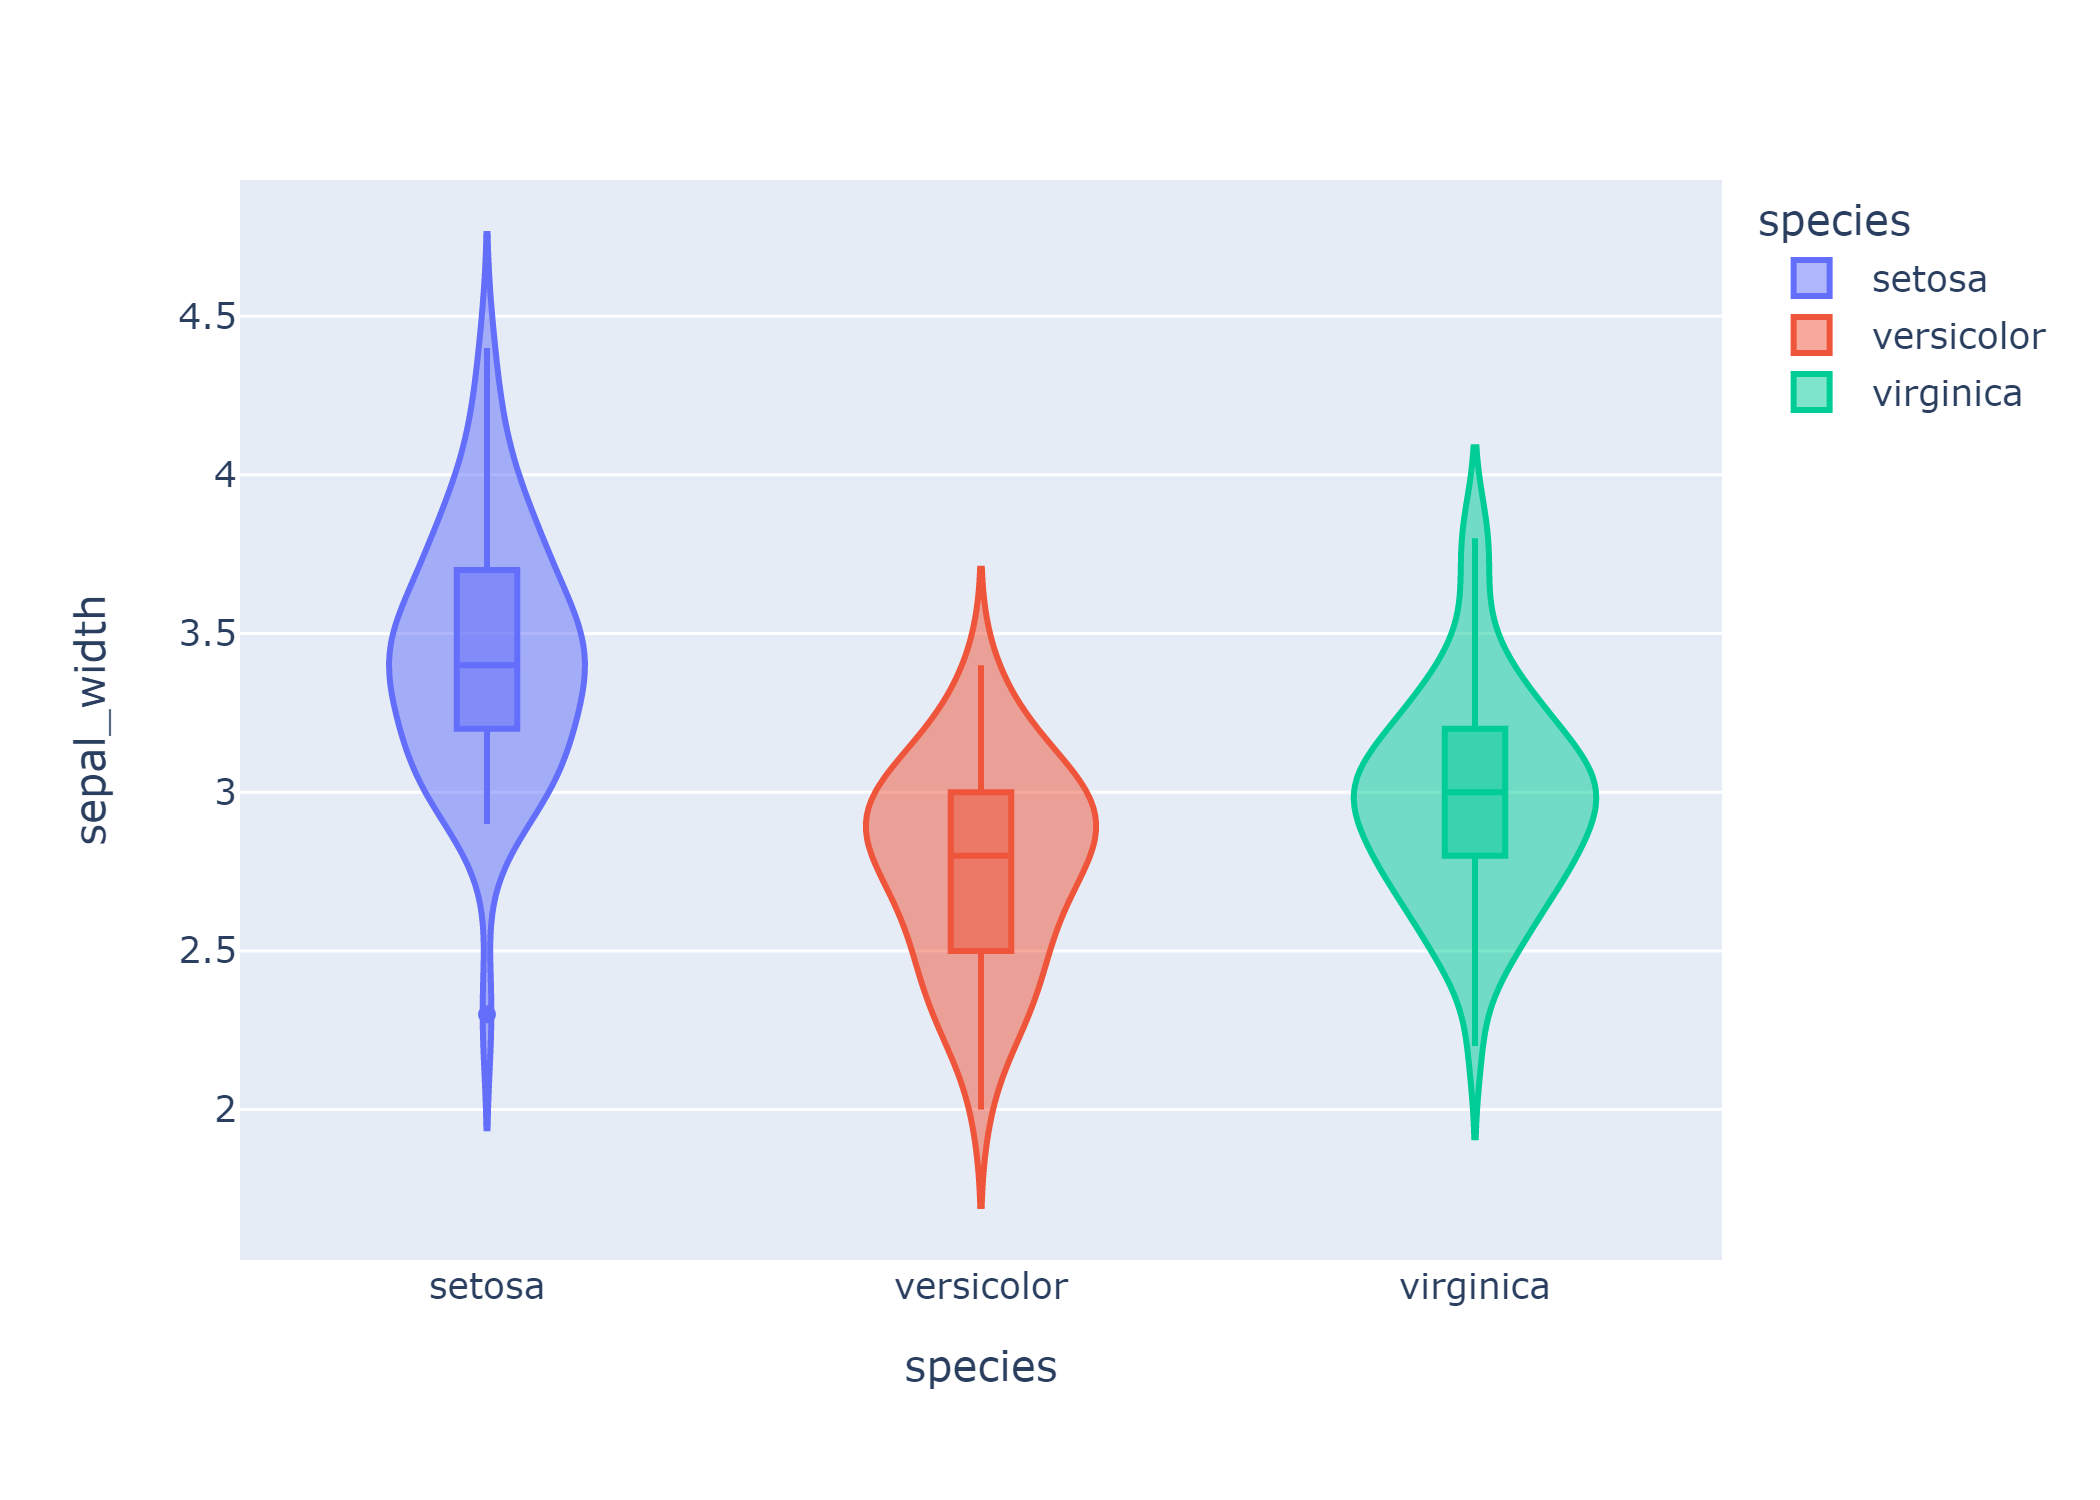 species
setosa
versicolor
virginica
4.5
4
3.5
3
2.5
2
sepal_width
setosa
versicolor
virginica
species